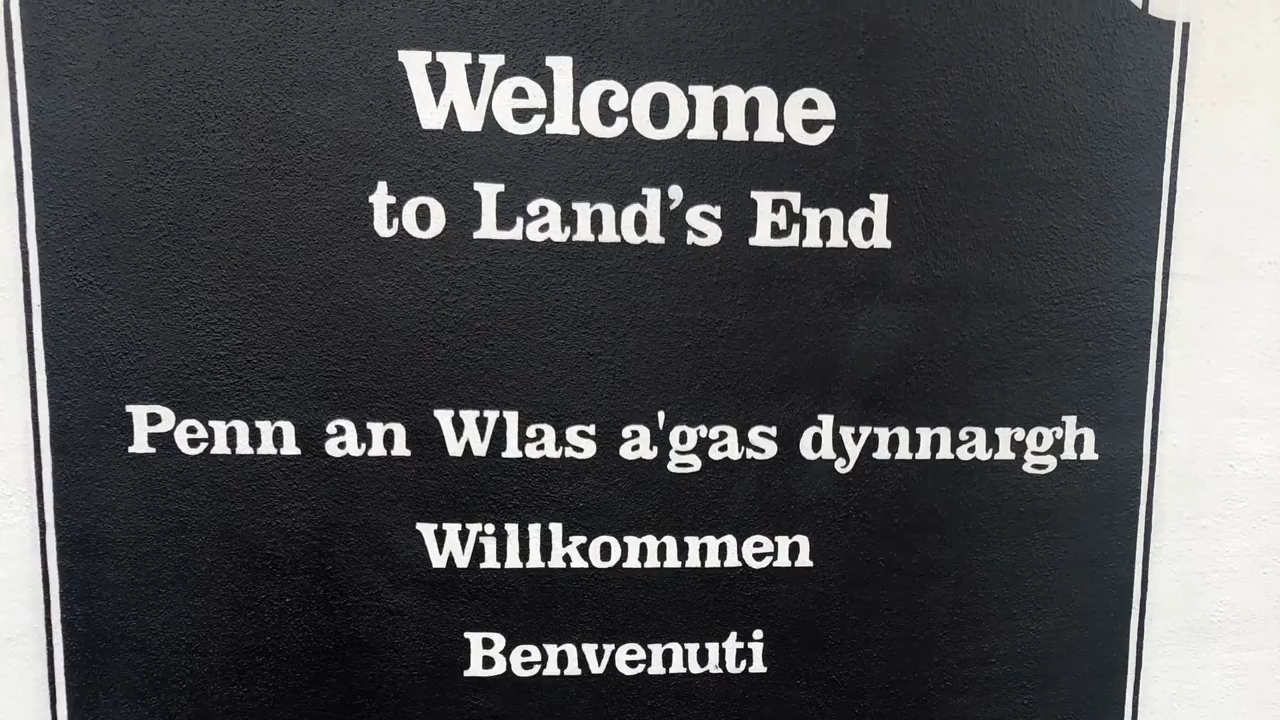 Welcome
to Land's End
Penn an Wlas a'gas dynnargh
Willkommen
Benvenuti